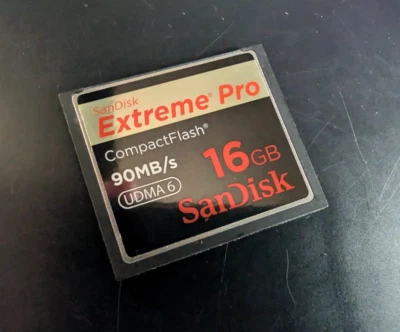 SanDisk
Extreme® Pro
CompactFlash®
90MB/s
16GB
UDMA 6
SanDisk